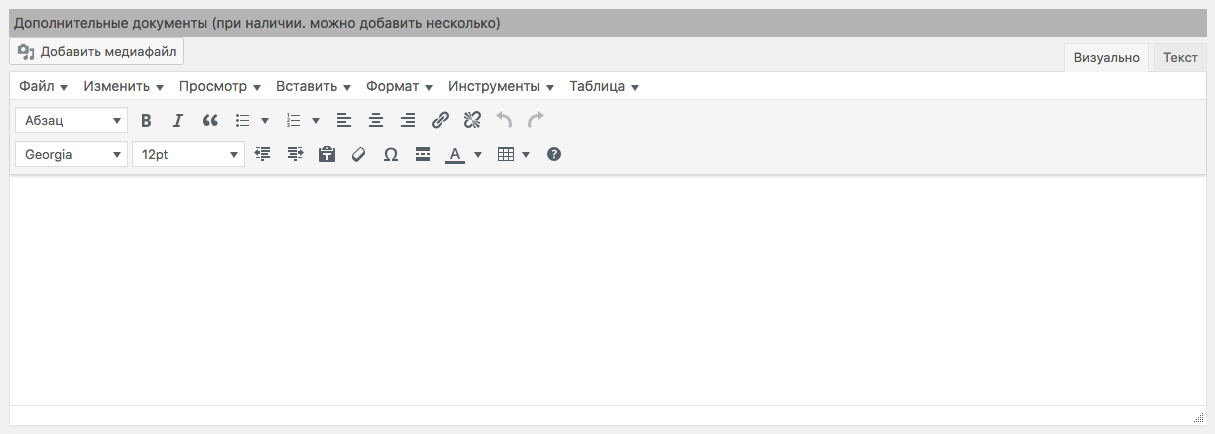 Дополнительные документы (при наличии. можно добавить несколько)
Добавить медиафайл
Визуально Текст
Файл Изменить Просмотр Вставить Формат Инструменты Таблица
Абзац B I
Georgia 12pt Ω A ?